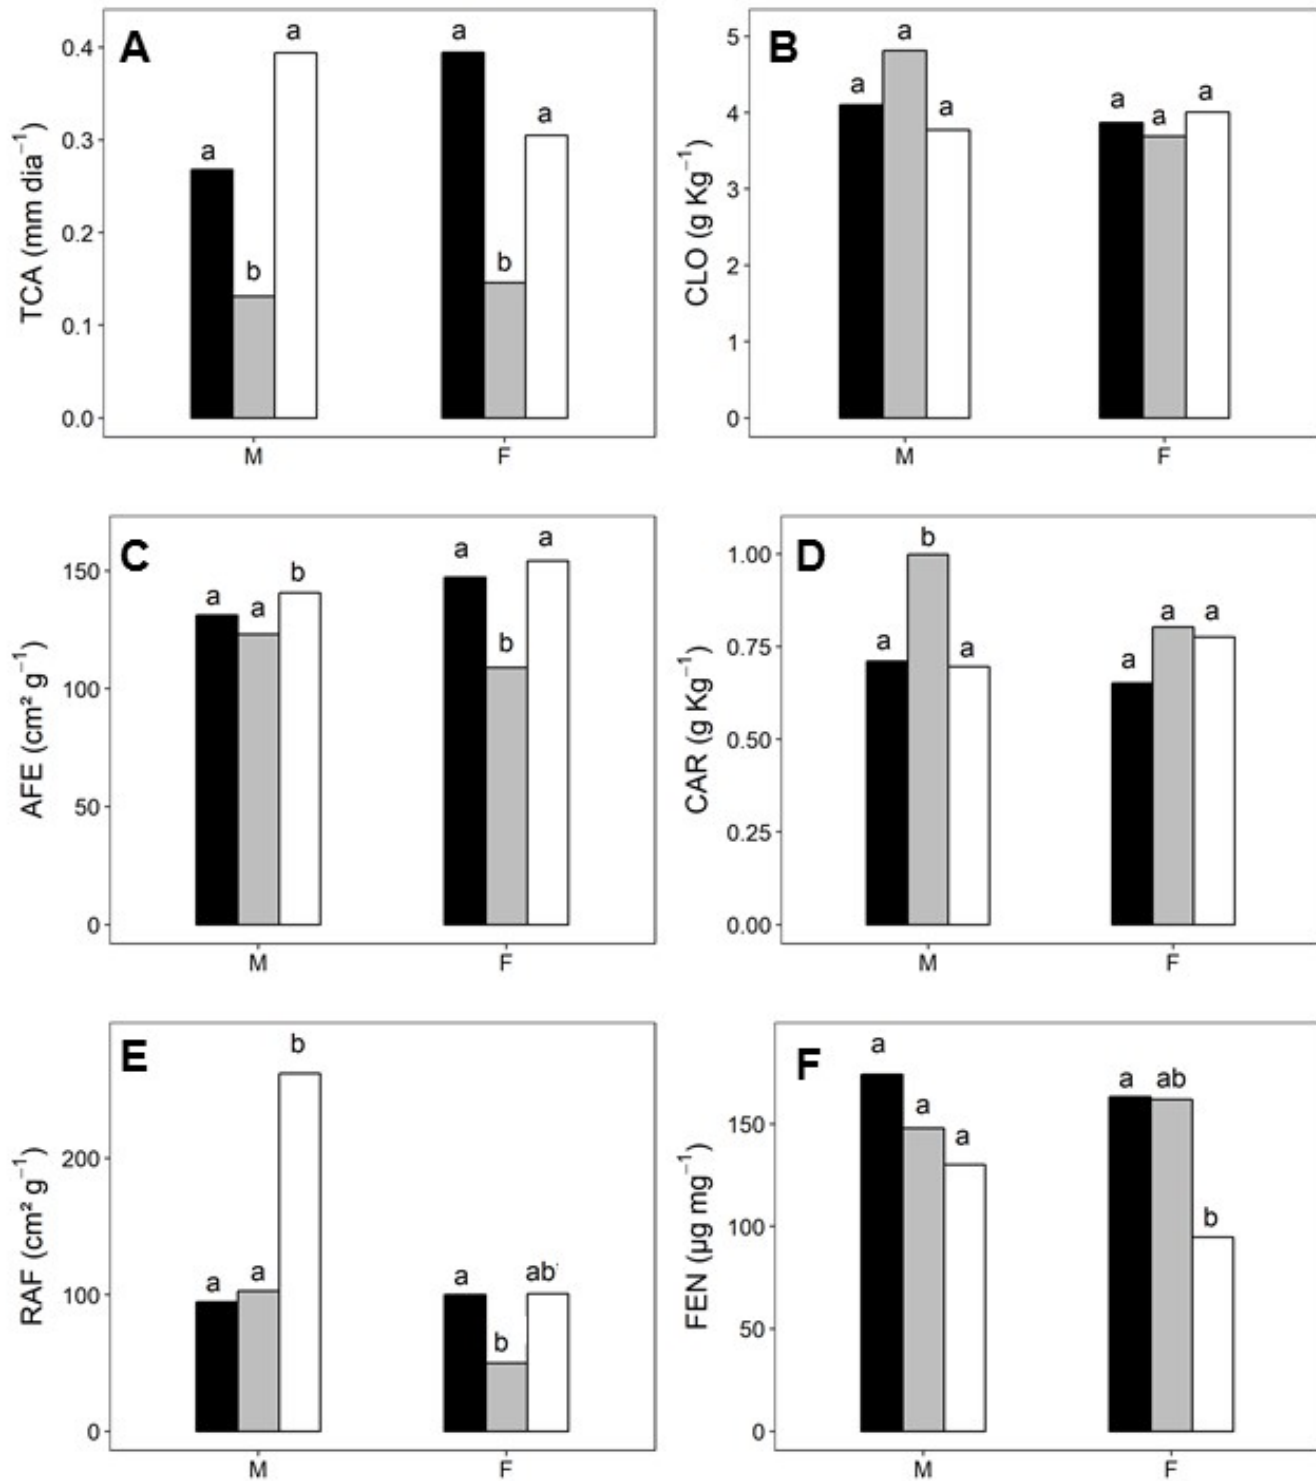 A
TCA (mm dia⁻¹)
0.4
0.3
0.2
0.1
0.0
a
b
a
a
b
a
M
F
B
CLO (g Kg⁻¹)
5
4
3
2
1
0
a
a
a
a
a
a
M
F
C
AFE (cm² g⁻¹)
150
100
50
0
a
a
b
a
b
a
M
F
D
CAR (g Kg⁻¹)
1.00
0.75
0.50
0.25
0.00
a
b
a
a
a
a
M
F
E
RAF (cm² g⁻¹)
200
100
0
a
a
b
a
b
ab
M
F
F
FEN (µg mg⁻¹)
150
100
50
0
a
a
a
a
ab
b
M
F